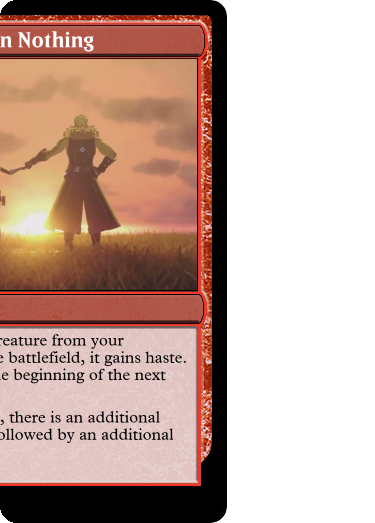 n Nothing
reature from your
e battlefield, it gains haste.
e beginning of the next
, there is an additional
ollowed by an additional